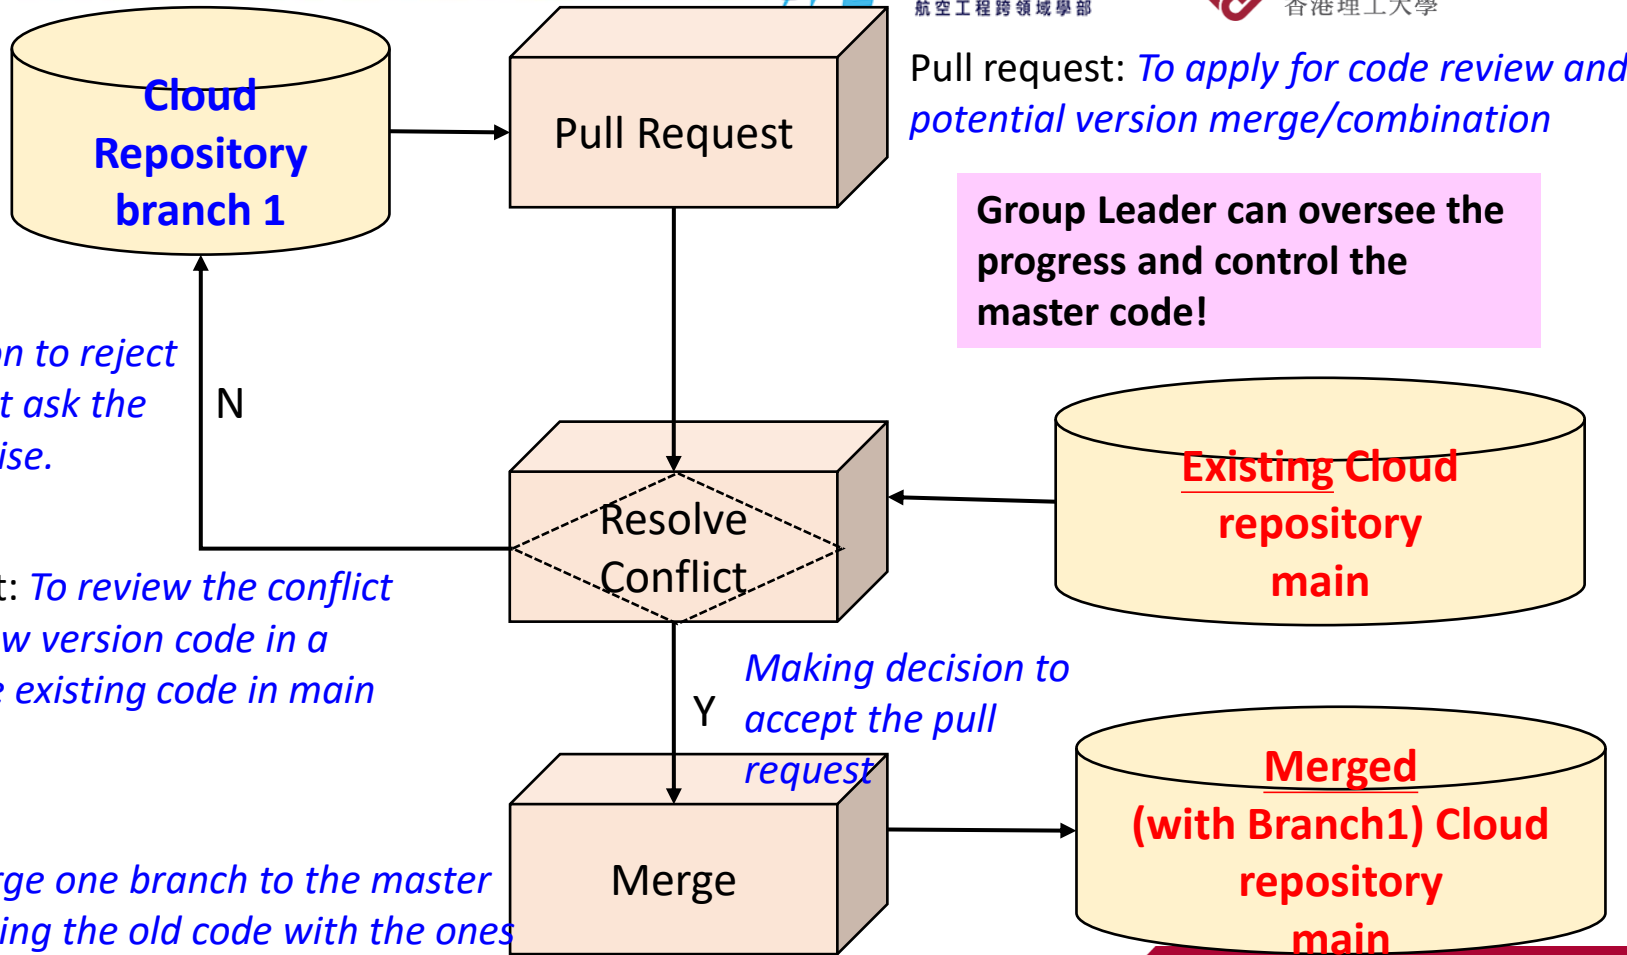 航空工程跨領域學部
香港理工大學
Pull request: To apply for code review and
potential version merge/combination
Cloud
Repository
branch 1
Pull Request
Group Leader can oversee the
progress and control the
master code!
on to reject
t ask the
ise.
N
Existing Cloud
repository
main
Resolve
Conflict
t: To review the conflict
w version code in a
e existing code in main
Y
Making decision to
accept the pull
request
Merged
(with Branch1) Cloud
repository
main
Merge
rge one branch to the master
ing the old code with the ones